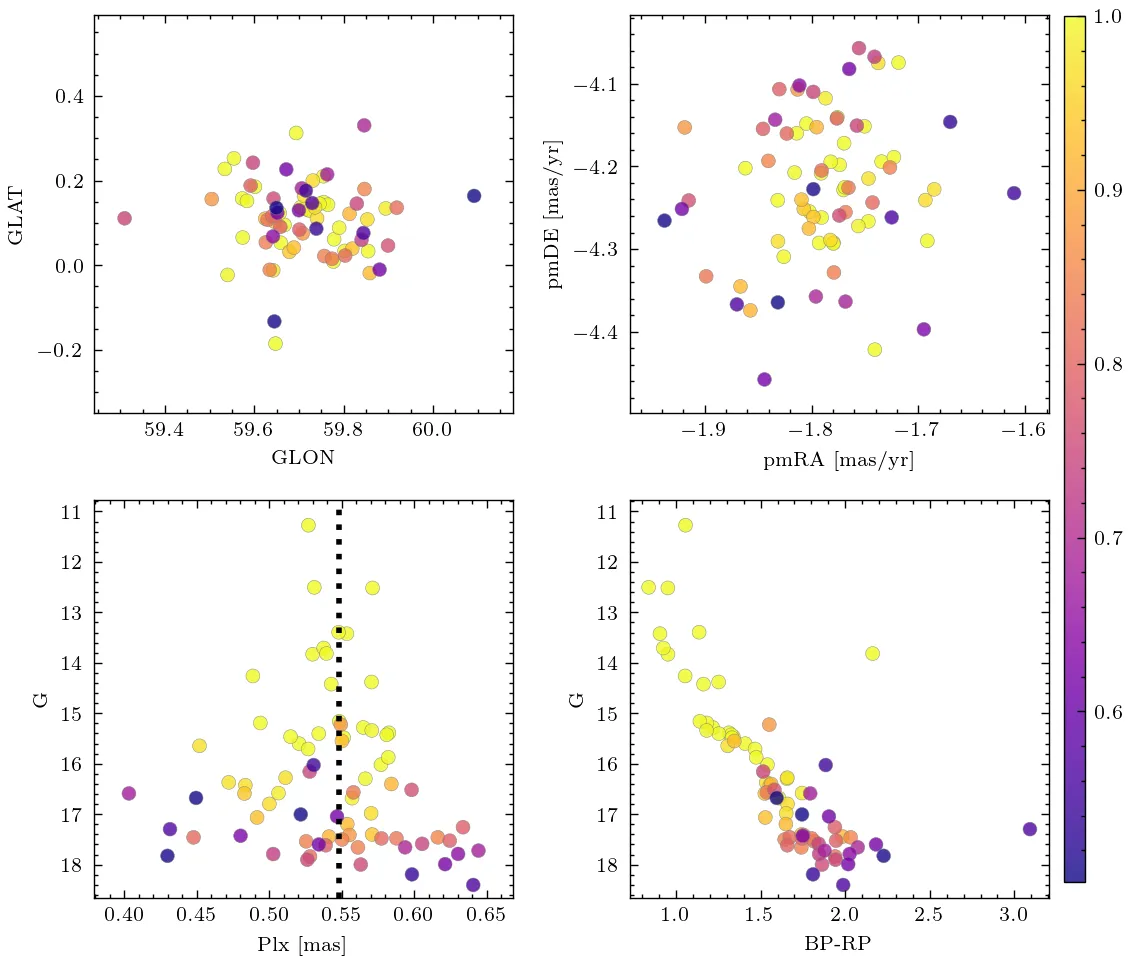 0.4
0.2
0.0
−0.2
GLAT
59.4 59.6 59.8 60.0
GLON
−4.1
−4.2
−4.3
−4.4
pmDE [mas/yr]
−1.9 −1.8 −1.7 −1.6
pmRA [mas/yr]
1.0
0.9
0.8
0.7
0.6
11
12
13
14
15
16
17
18
G
0.40 0.45 0.50 0.55 0.60 0.65
Plx [mas]
11
12
13
14
15
16
17
18
G
1.0 1.5 2.0 2.5 3.0
BP-RP